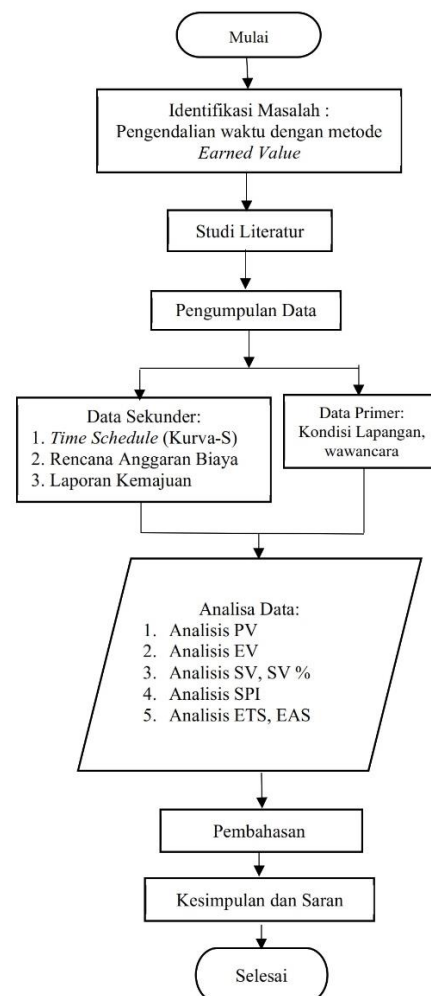 Mulai
Identifikasi Masalah :
Pengendalian waktu dengan metode
Earned Value
Studi Literatur
Pengumpulan Data
Data Sekunder:
1. Time Schedule (Kurva-S)
2. Rencana Anggaran Biaya
3. Laporan Kemajuan
Data Primer:
Kondisi Lapangan,
wawancara
Analisa Data:
1. Analisis PV
2. Analisis EV
3. Analisis SV, SV %
4. Analisis SPI
5. Analisis ETS, EAS
Pembahasan
Kesimpulan dan Saran
Selesai